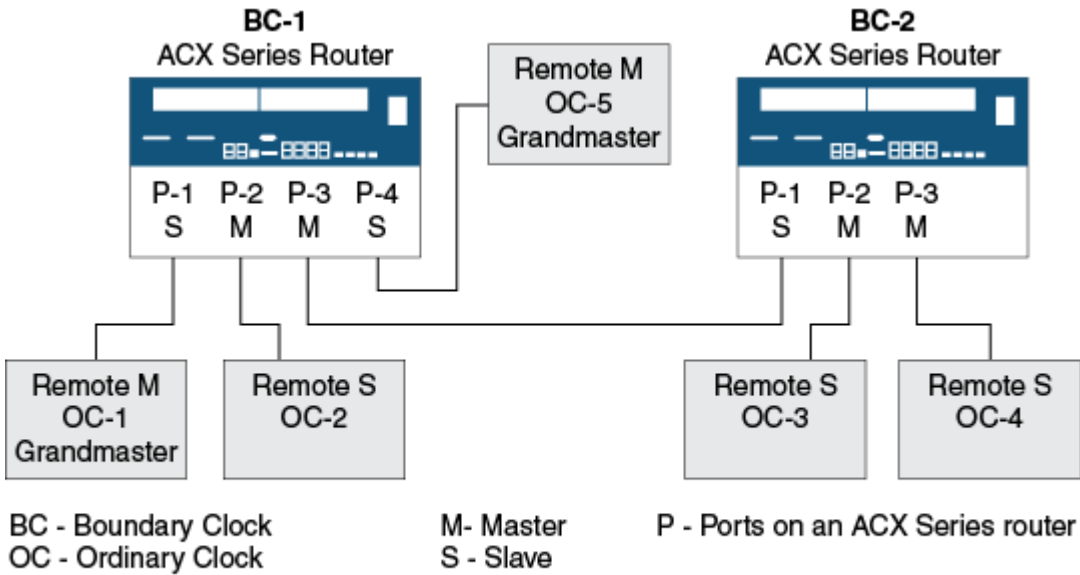 BC-1
ACX Series Router
BC-2
ACX Series Router
Remote M
OC-5
Grandmaster
P-1 P-2 P-3 P-4
S M M S
P-1 P-2 P-3
S M M
Remote M
OC-1
Grandmaster
Remote S
OC-2
Remote S
OC-3
Remote S
OC-4
BC - Boundary Clock
OC - Ordinary Clock
M- Master
S - Slave
P - Ports on an ACX Series router